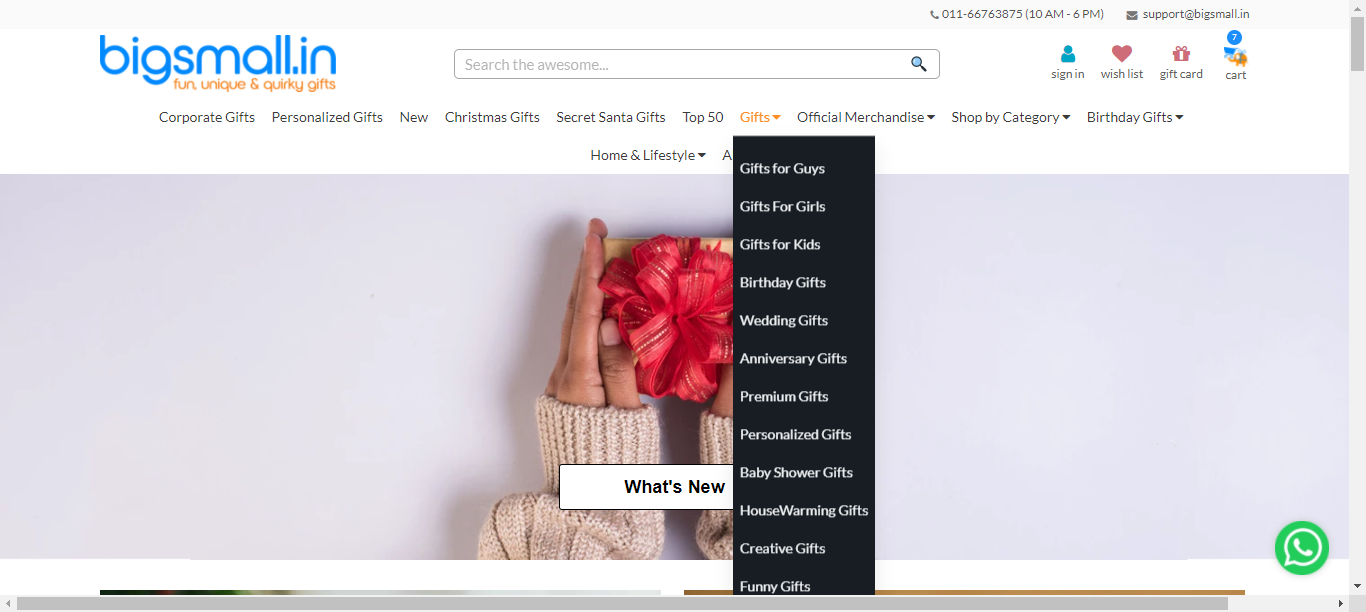 011-66763875 (10 AM - 6 PM) support@bigsmall.in
bigsmall.in
fun, unique & quirky gifts
Search the awesome...
7
sign in wish list gift card cart
Corporate Gifts Personalized Gifts New Christmas Gifts Secret Santa Gifts Top 50 Gifts Official Merchandise Shop by Category Birthday Gifts
Home & Lifestyle A
Gifts for Guys
Gifts For Girls
Gifts for Kids
Birthday Gifts
Wedding Gifts
Anniversary Gifts
Premium Gifts
Personalized Gifts
Baby Shower Gifts
What's New
HouseWarming Gifts
Creative Gifts
Funny Gifts